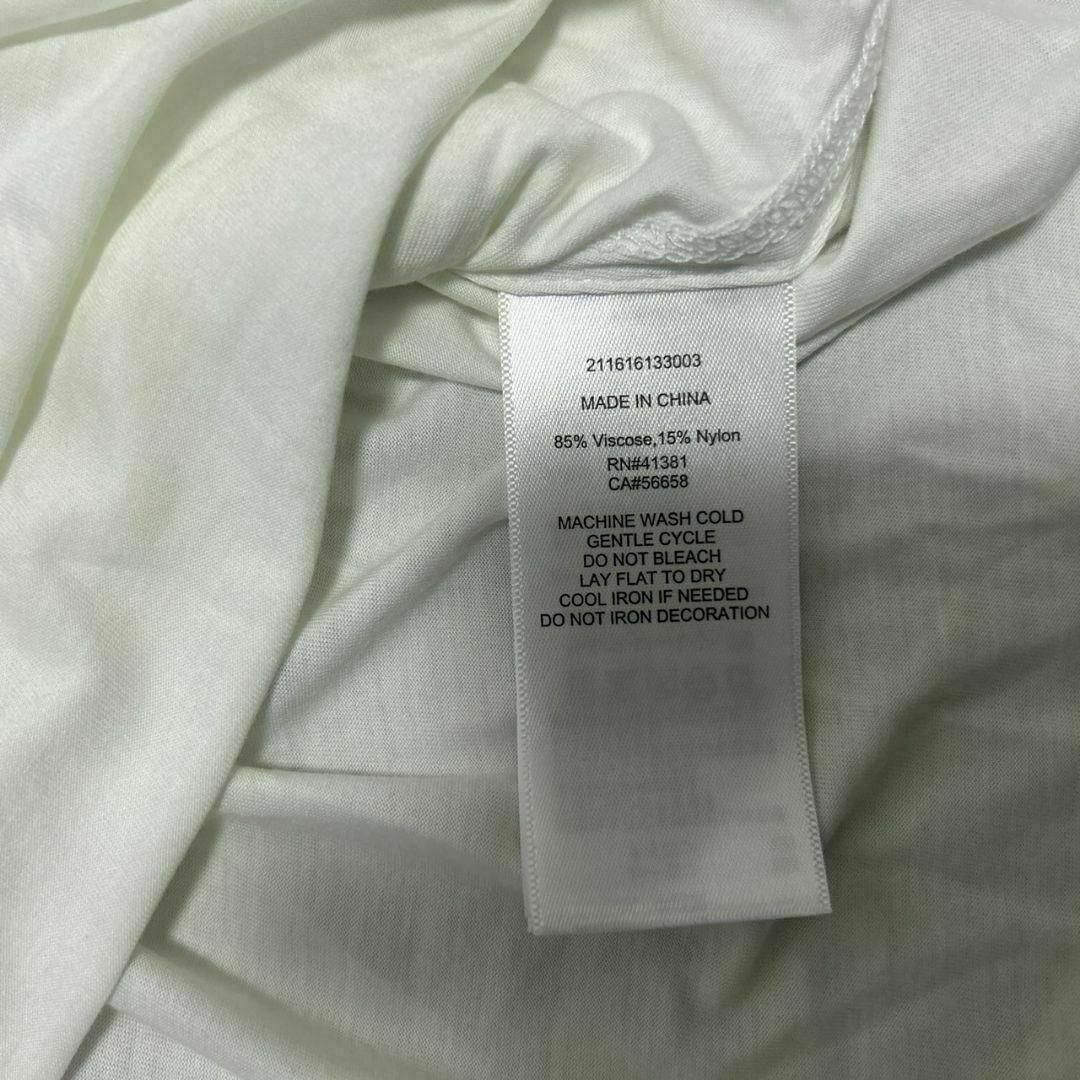 211616133003
MADE IN CHINA
85% Viscose,15% Nylon
RN#41381
CA#56658
MACHINE WASH COLD
GENTLE CYCLE
DO NOT BLEACH
LAY FLAT TO DRY
COOL IRON IF NEEDED
DO NOT IRON DECORATION